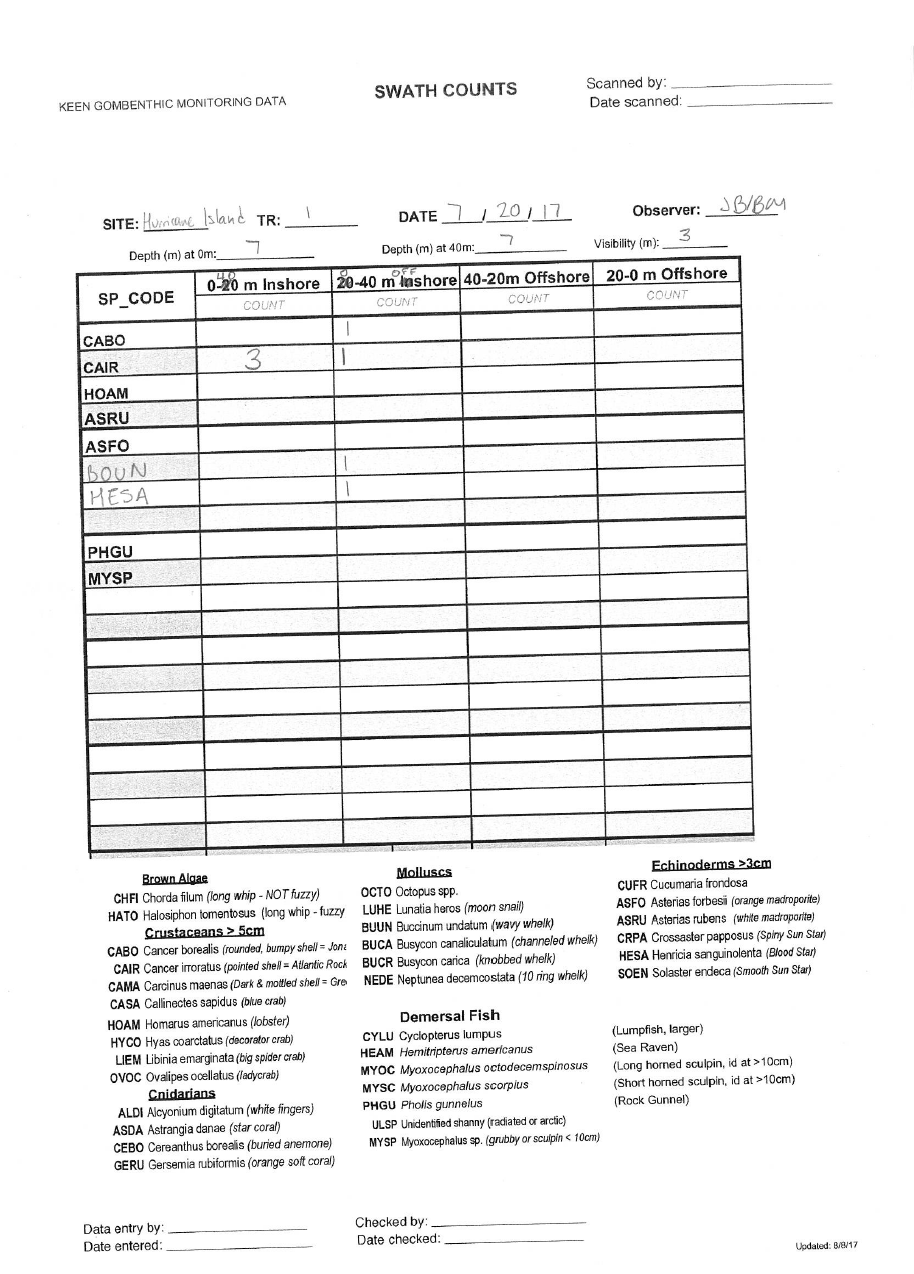 KEEN GOMBENTHIC MONITORING DATA
SWATH COUNTS
Scanned by:
Date scanned:
SITE: Hurricane Island TR: 1 DATE 7 / 20 / 17 Observer: JB/BM
Depth (m) at 0m: 7 Depth (m) at 40m: 7 Visibility (m): 3
40 0 OFF
SP_CODE 0-20 m Inshore 20-40 m Inshore 40-20m Offshore 20-0 m Offshore
COUNT COUNT COUNT COUNT
CABO 1
CAIR 3 1
HOAM
ASRU
ASFO
BOUN 1
HESA 1
PHGU
MYSP
Brown Algae
CHFI Chorda filum (long whip - NOT fuzzy)
HATO Halosiphon tomentosus (long whip - fuzzy
Crustaceans > 5cm
CABO Cancer borealis (rounded, bumpy shell = Jona
CAIR Cancer irroratus (pointed shell = Atlantic Rock
CAMA Carcinus maenas (Dark & mottled shell = Gre
CASA Callinectes sapidus (blue crab)
HOAM Homarus americanus (lobster)
HYCO Hyas coarctatus (decorator crab)
LIEM Libinia emarginata (big spider crab)
OVOC Ovalipes ocellatus (ladycrab)
Cnidarians
ALDI Alcyonium digitatum (white fingers)
ASDA Astrangia danae (star coral)
CEBO Cereanthus borealis (buried anemone)
GERU Gersemia rubiformis (orange soft coral)
Molluscs
OCTO Octopus spp.
LUHE Lunatia heros (moon snail)
BUUN Buccinum undatum (wavy whelk)
BUCA Busycon canaliculatum (channeled whelk)
BUCR Busycon carica (knobbed whelk)
NEDE Neptunea decemcostata (10 ring whelk)
Demersal Fish
CYLU Cyclopterus lumpus (Lumpfish, larger)
HEAM Hemitripterus americanus (Sea Raven)
MYOC Myoxocephalus octodecemspinosus (Long horned sculpin, id at >10cm)
MYSC Myoxocephalus scorpius (Short horned sculpin, id at >10cm)
PHGU Pholis gunnelus (Rock Gunnel)
ULSP Unidentified shanny (radiated or arctic)
MYSP Myoxocephalus sp. (grubby or sculpin < 10cm)
Echinoderms >3cm
CUFR Cucumaria frondosa
ASFO Asterias forbesii (orange madroporite)
ASRU Asterias rubens (white madroporite)
CRPA Crossaster papposus (Spiny Sun Star)
HESA Henricia sanguinolenta (Blood Star)
SOEN Solaster endeca (Smooth Sun Star)
Data entry by:
Date entered:
Checked by:
Date checked:
Updated: 8/8/17